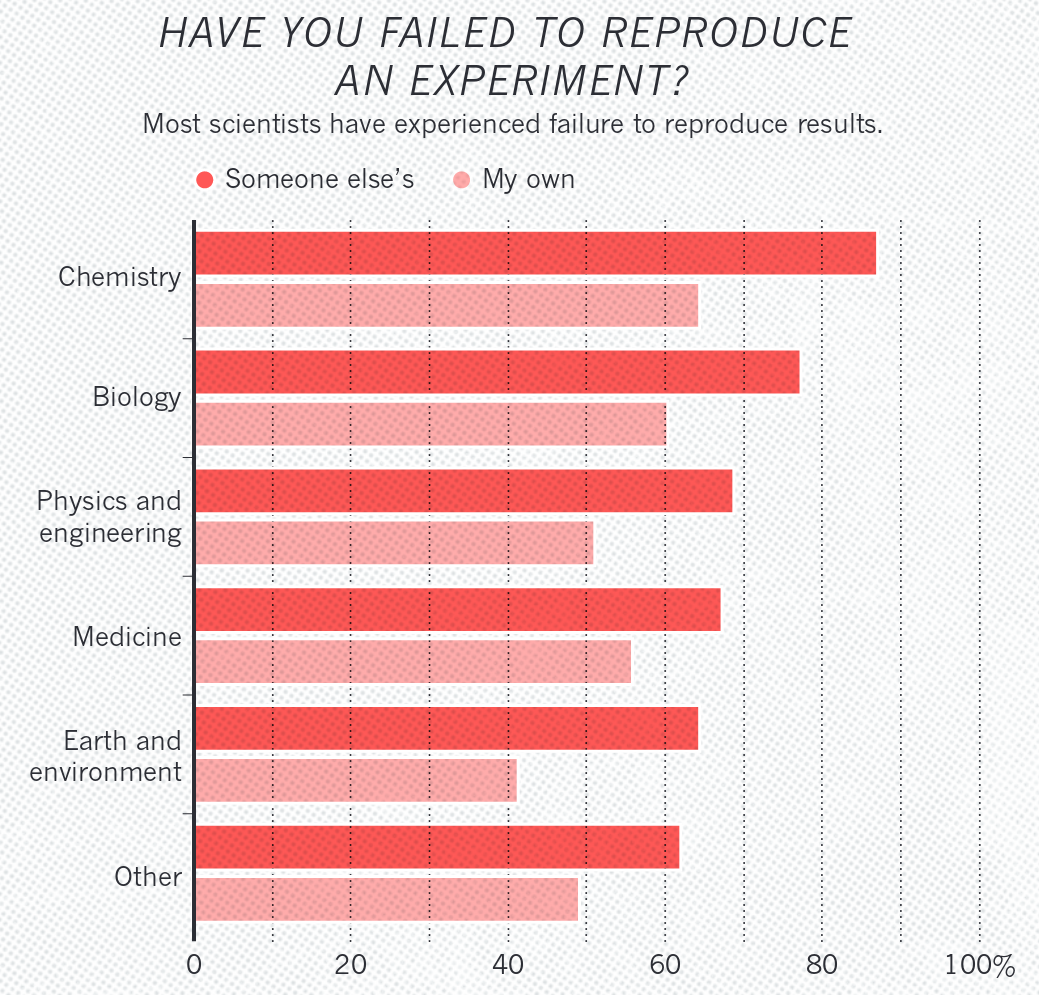 HAVE YOU FAILED TO REPRODUCE
AN EXPERIMENT?
Most scientists have experienced failure to reproduce results.
Someone else’s
My own
Chemistry
Biology
Physics and
engineering
Medicine
Earth and
environment
Other
0 20 40 60 80 100%